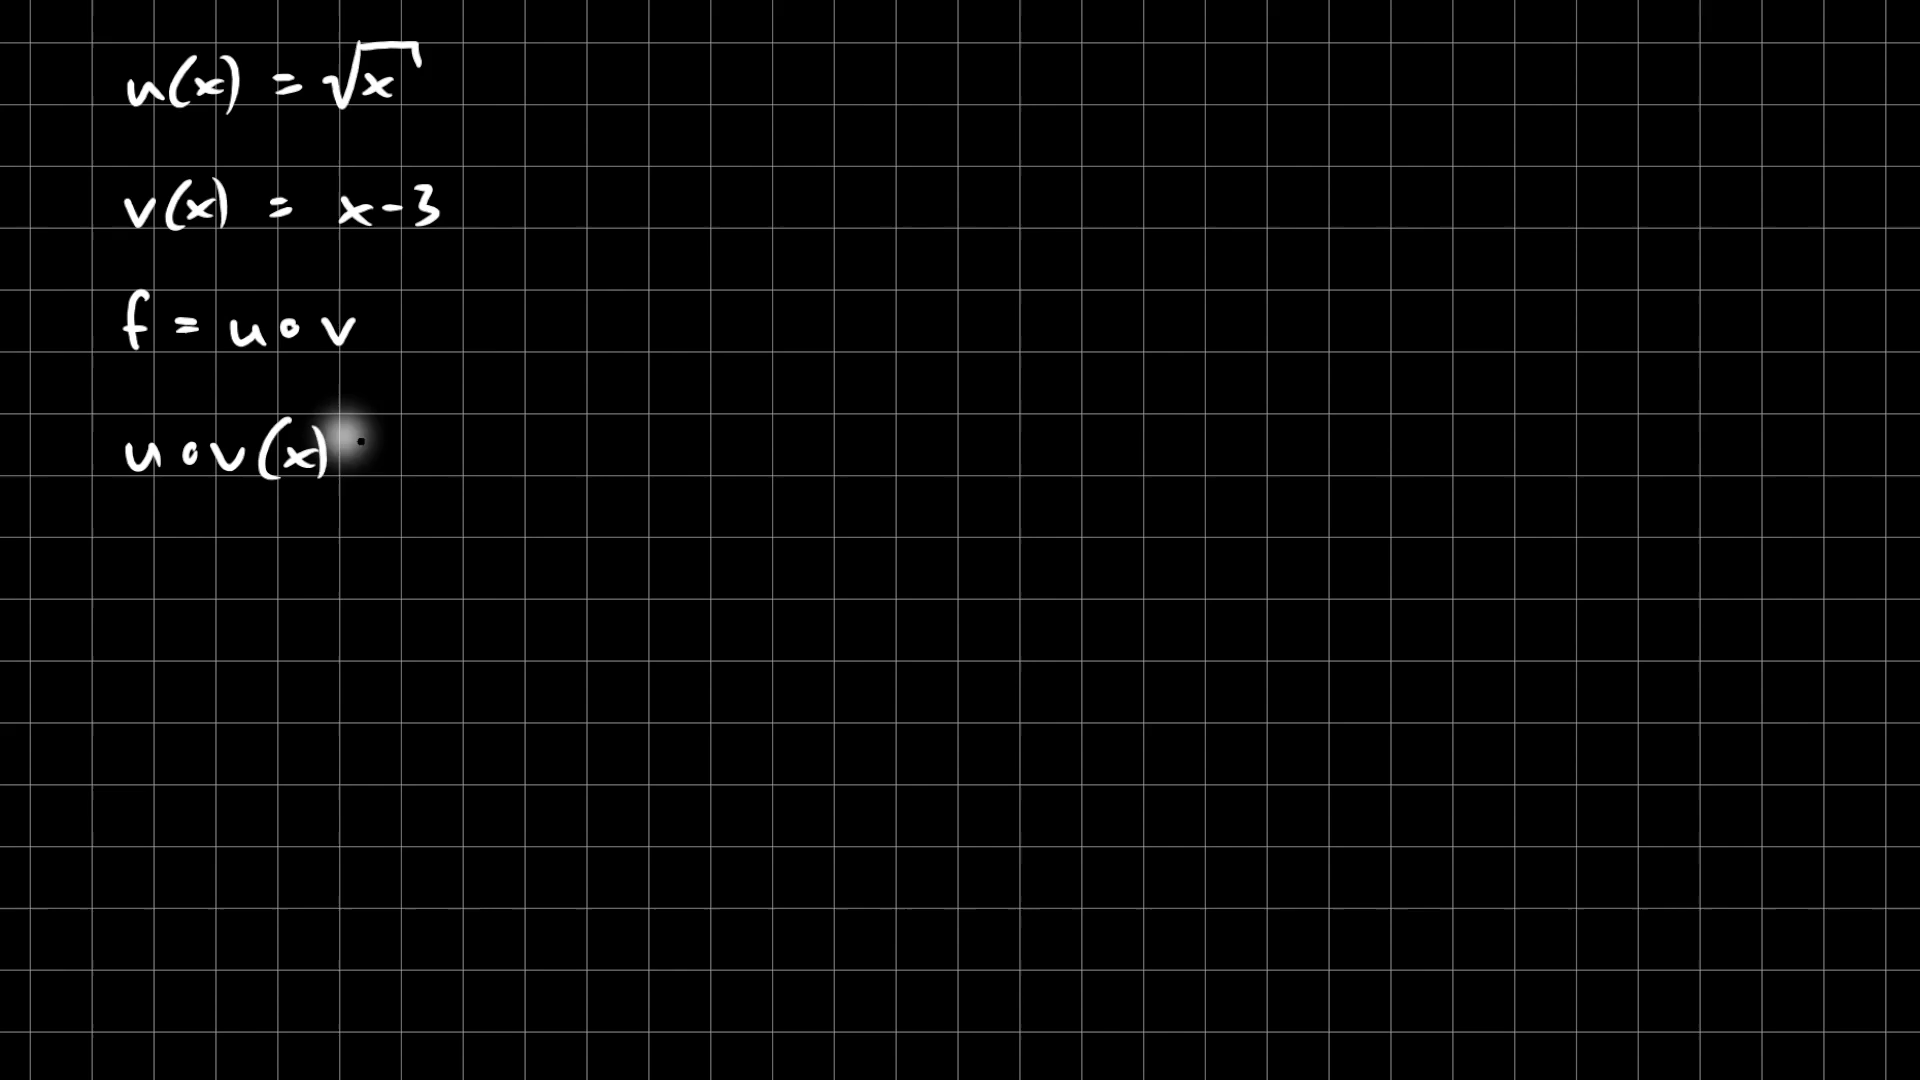 u(x) = √x
v(x) = x-3
f = u∘v
u∘v(x)